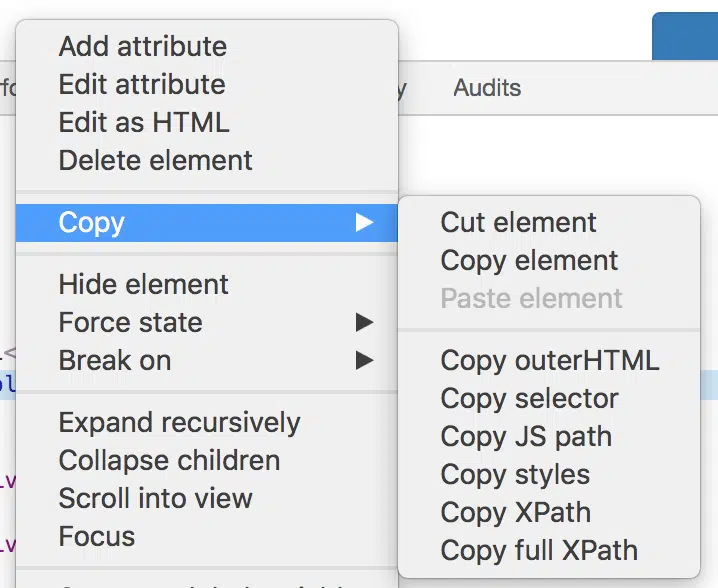 Add attribute
Edit attribute
Edit as HTML
Delete element
Audits
Copy
Hide element
Force state
Break on
Expand recursively
Collapse children
Scroll into view
Focus
Cut element
Copy element
Paste element
Copy outerHTML
Copy selector
Copy JS path
Copy styles
Copy XPath
Copy full XPath